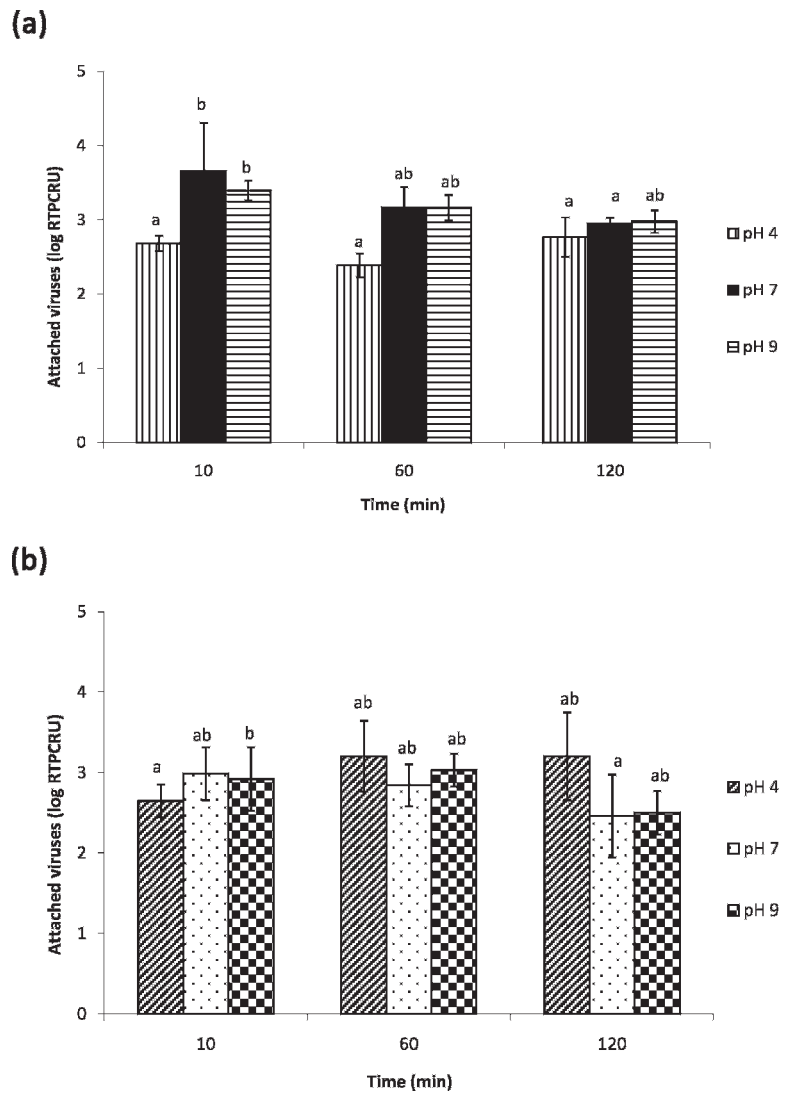 (a)
Attached viruses (log RTPCRU)
5
4
3
2
1
0
a
b
b
a
ab
ab
a
a
ab
10
60
120
Time (min)
pH 4
pH 7
pH 9
(b)
Attached viruses (log RTPCRU)
5
4
3
2
1
0
a
ab
b
ab
ab
ab
ab
a
ab
10
60
120
Time (min)
pH 4
pH 7
pH 9